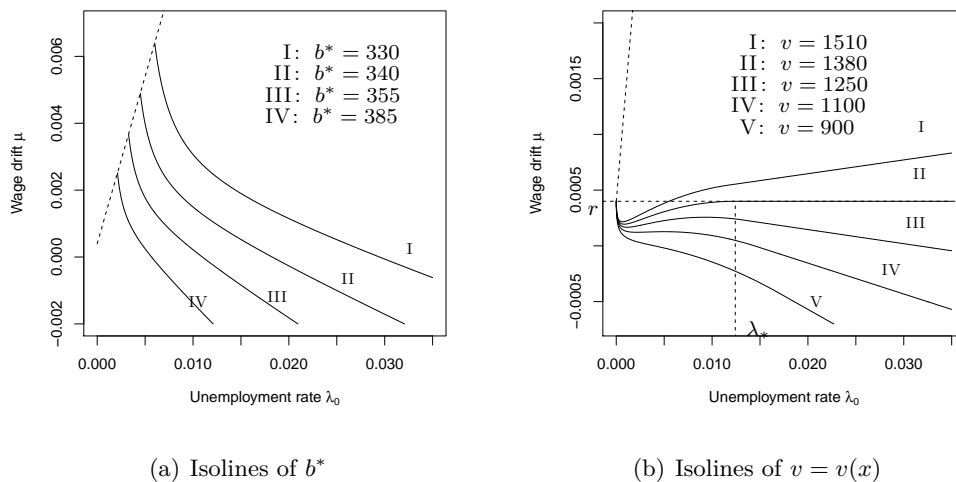 I: b* = 330
II: b* = 340
III: b* = 355
IV: b* = 385
I
II
III
IV
Wage drift μ
0.006
0.004
0.002
0.000
−0.002
0.000
0.010
0.020
0.030
Unemployment rate λ₀
(a) Isolines of b*
I: v = 1510
II: v = 1380
III: v = 1250
IV: v = 1100
V: v = 900
I
II
III
IV
V
r
λ*
Wage drift μ
0.0015
0.0005
−0.0005
0.000
0.010
0.020
0.030
Unemployment rate λ₀
(b) Isolines of v = v(x)